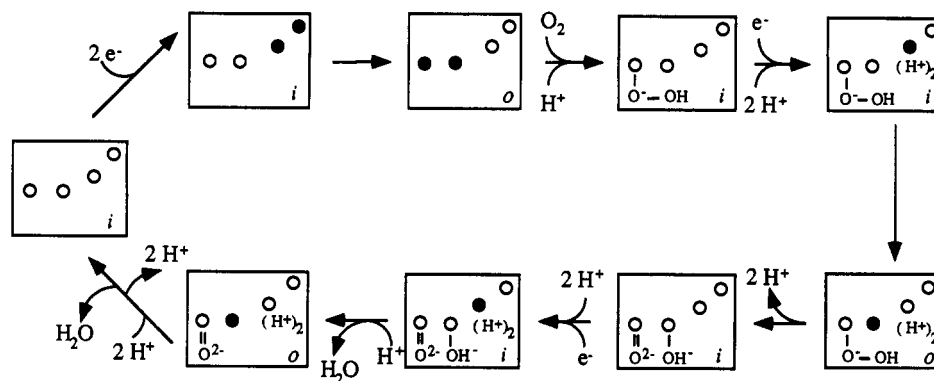 2 e⁻
i
o
O₂
H⁺
O⁻ — OH
i
e⁻
2 H⁺
(H⁺)₂
O⁻ — OH
i
i
2 H⁺
H₂O
2 H⁺
(H⁺)₂
O²⁻
o
H₂O
H⁺
(H⁺)₂
O²⁻ OH⁻
i
2 H⁺
e⁻
O²⁻ OH⁻
i
2 H⁺
(H⁺)₂
O⁻ — OH
o